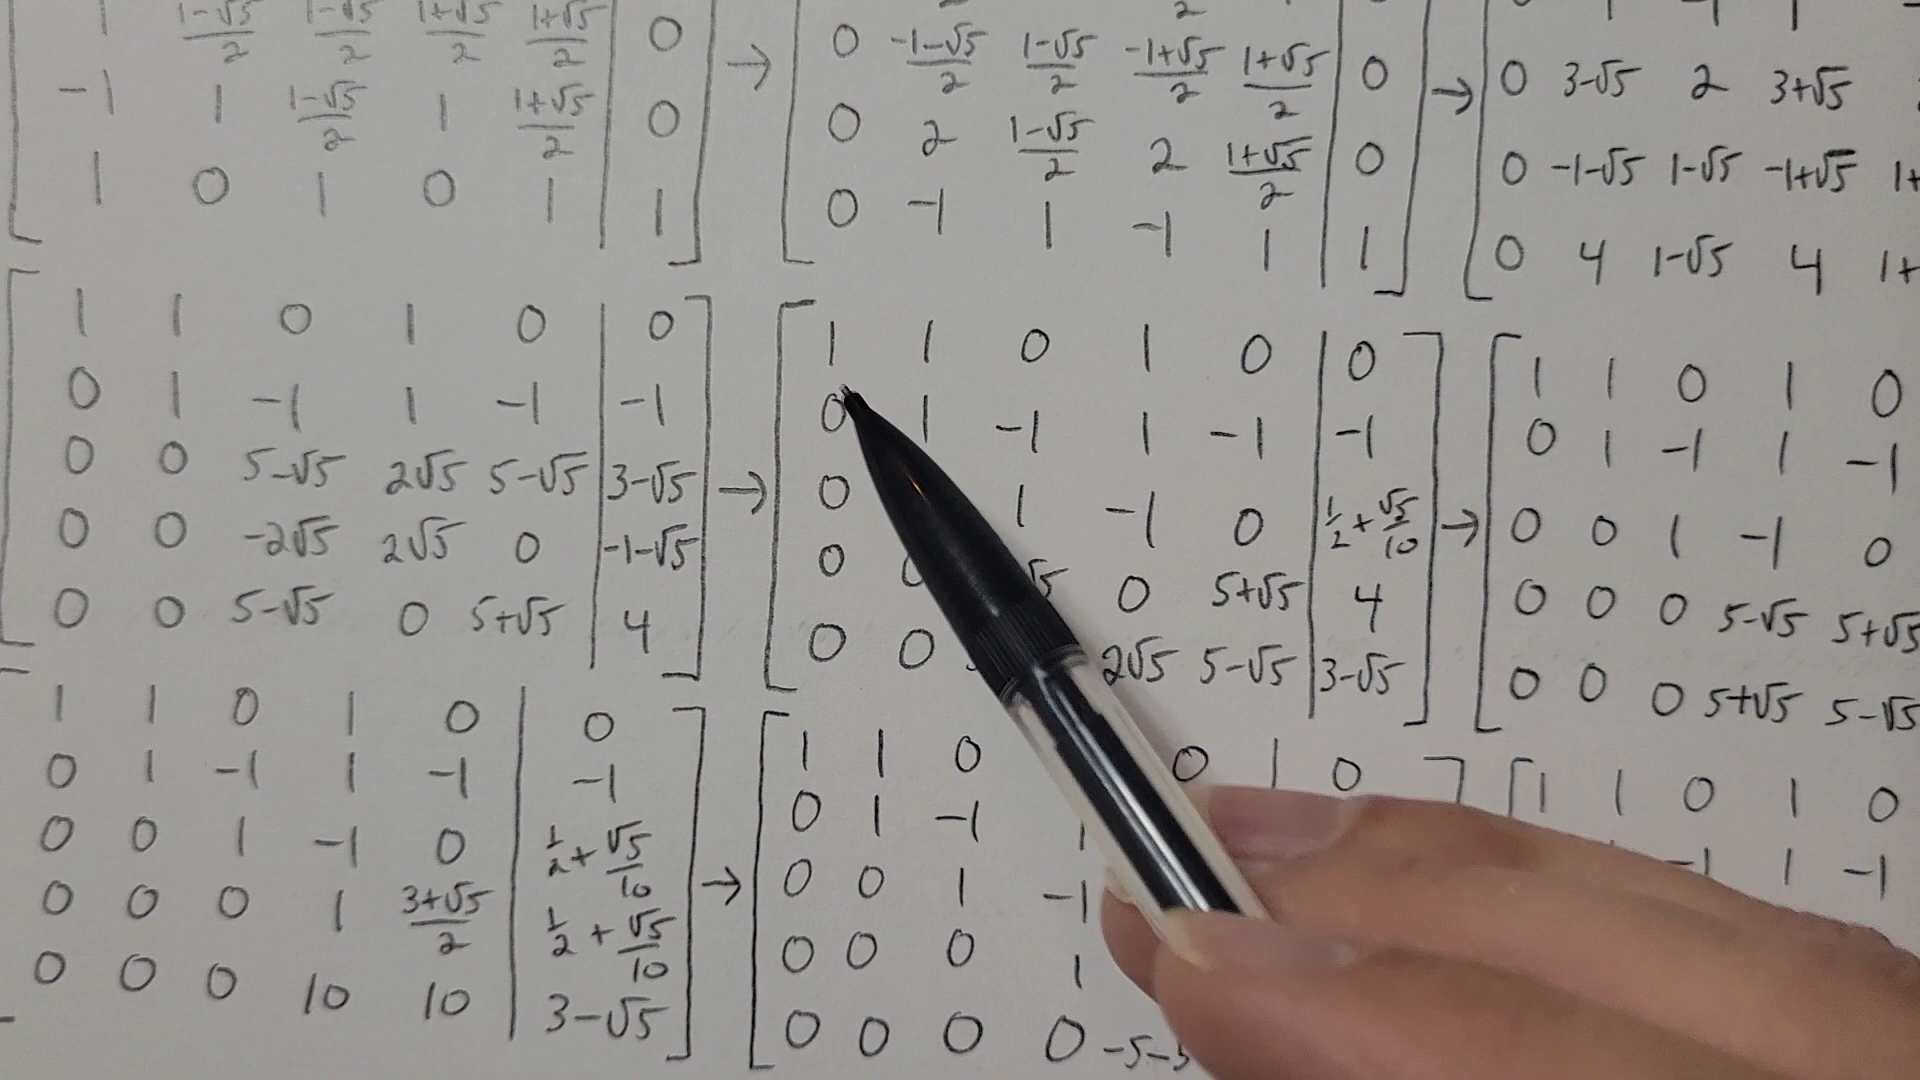 1 (1-√5)/2 (1-√5)/2 (1+√5)/2 (1+√5)/2 | 0
-1 1 (1-√5)/2 1 (1+√5)/2 | 0
1 0 1 0 1 | 1
→ 0 (-1-√5)/2 (1-√5)/2 (-1+√5)/2 (1+√5)/2 | 0
0 2 (1-√5)/2 2 (1+√5)/2 | 0
0 -1 1 -1 1 | 1
→ 0 3-√5 2 3+√5
0 -1-√5 1-√5 -1+√5 1+
0 4 1-√5 4 1+
1 1 0 1 0 | 0
0 1 -1 1 -1 | -1
0 0 5-√5 2√5 5-√5 | 3-√5
0 0 -2√5 2√5 0 | -1-√5
0 0 5-√5 0 5+√5 | 4
→ 1 1 0 1 0 | 0
0 1 -1 1 -1 | -1
0 1 -1 0 | 1/2+√5/10
0 0 √5 0 5+√5 | 4
0 0 2√5 5-√5 | 3-√5
→ 1 1 0 1 0
0 1 -1 1 -1
0 0 1 -1 0
0 0 0 5-√5 5+√5
0 0 0 5+√5 5-√5
1 1 0 1 0 | 0
0 1 -1 1 -1 | -1
0 0 1 -1 0 | 1/2+√5/10
0 0 0 1 (3+√5)/2 | 1/2+√5/10
0 0 0 10 10 | 3-√5
→ 1 1 0 0 | 0
0 1 -1 1
0 0 1 -1
0 0 0 1
0 0 0 0 -5-
1 1 0 1 0
-1 1 -1